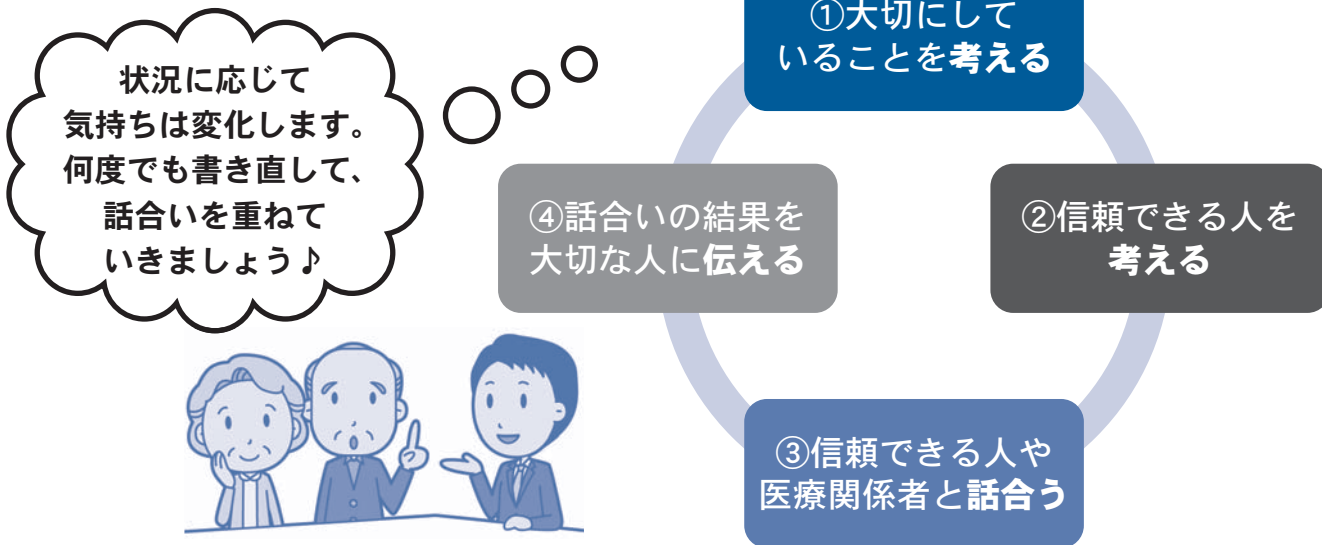 状況に応じて
気持ちは変化します。
何度でも書き直して、
話合いを重ねて
いきましょう♪
①大切にして
いることを考える
②信頼できる人を
考える
③信頼できる人や
医療関係者と話合う
④話合いの結果を
大切な人に伝える